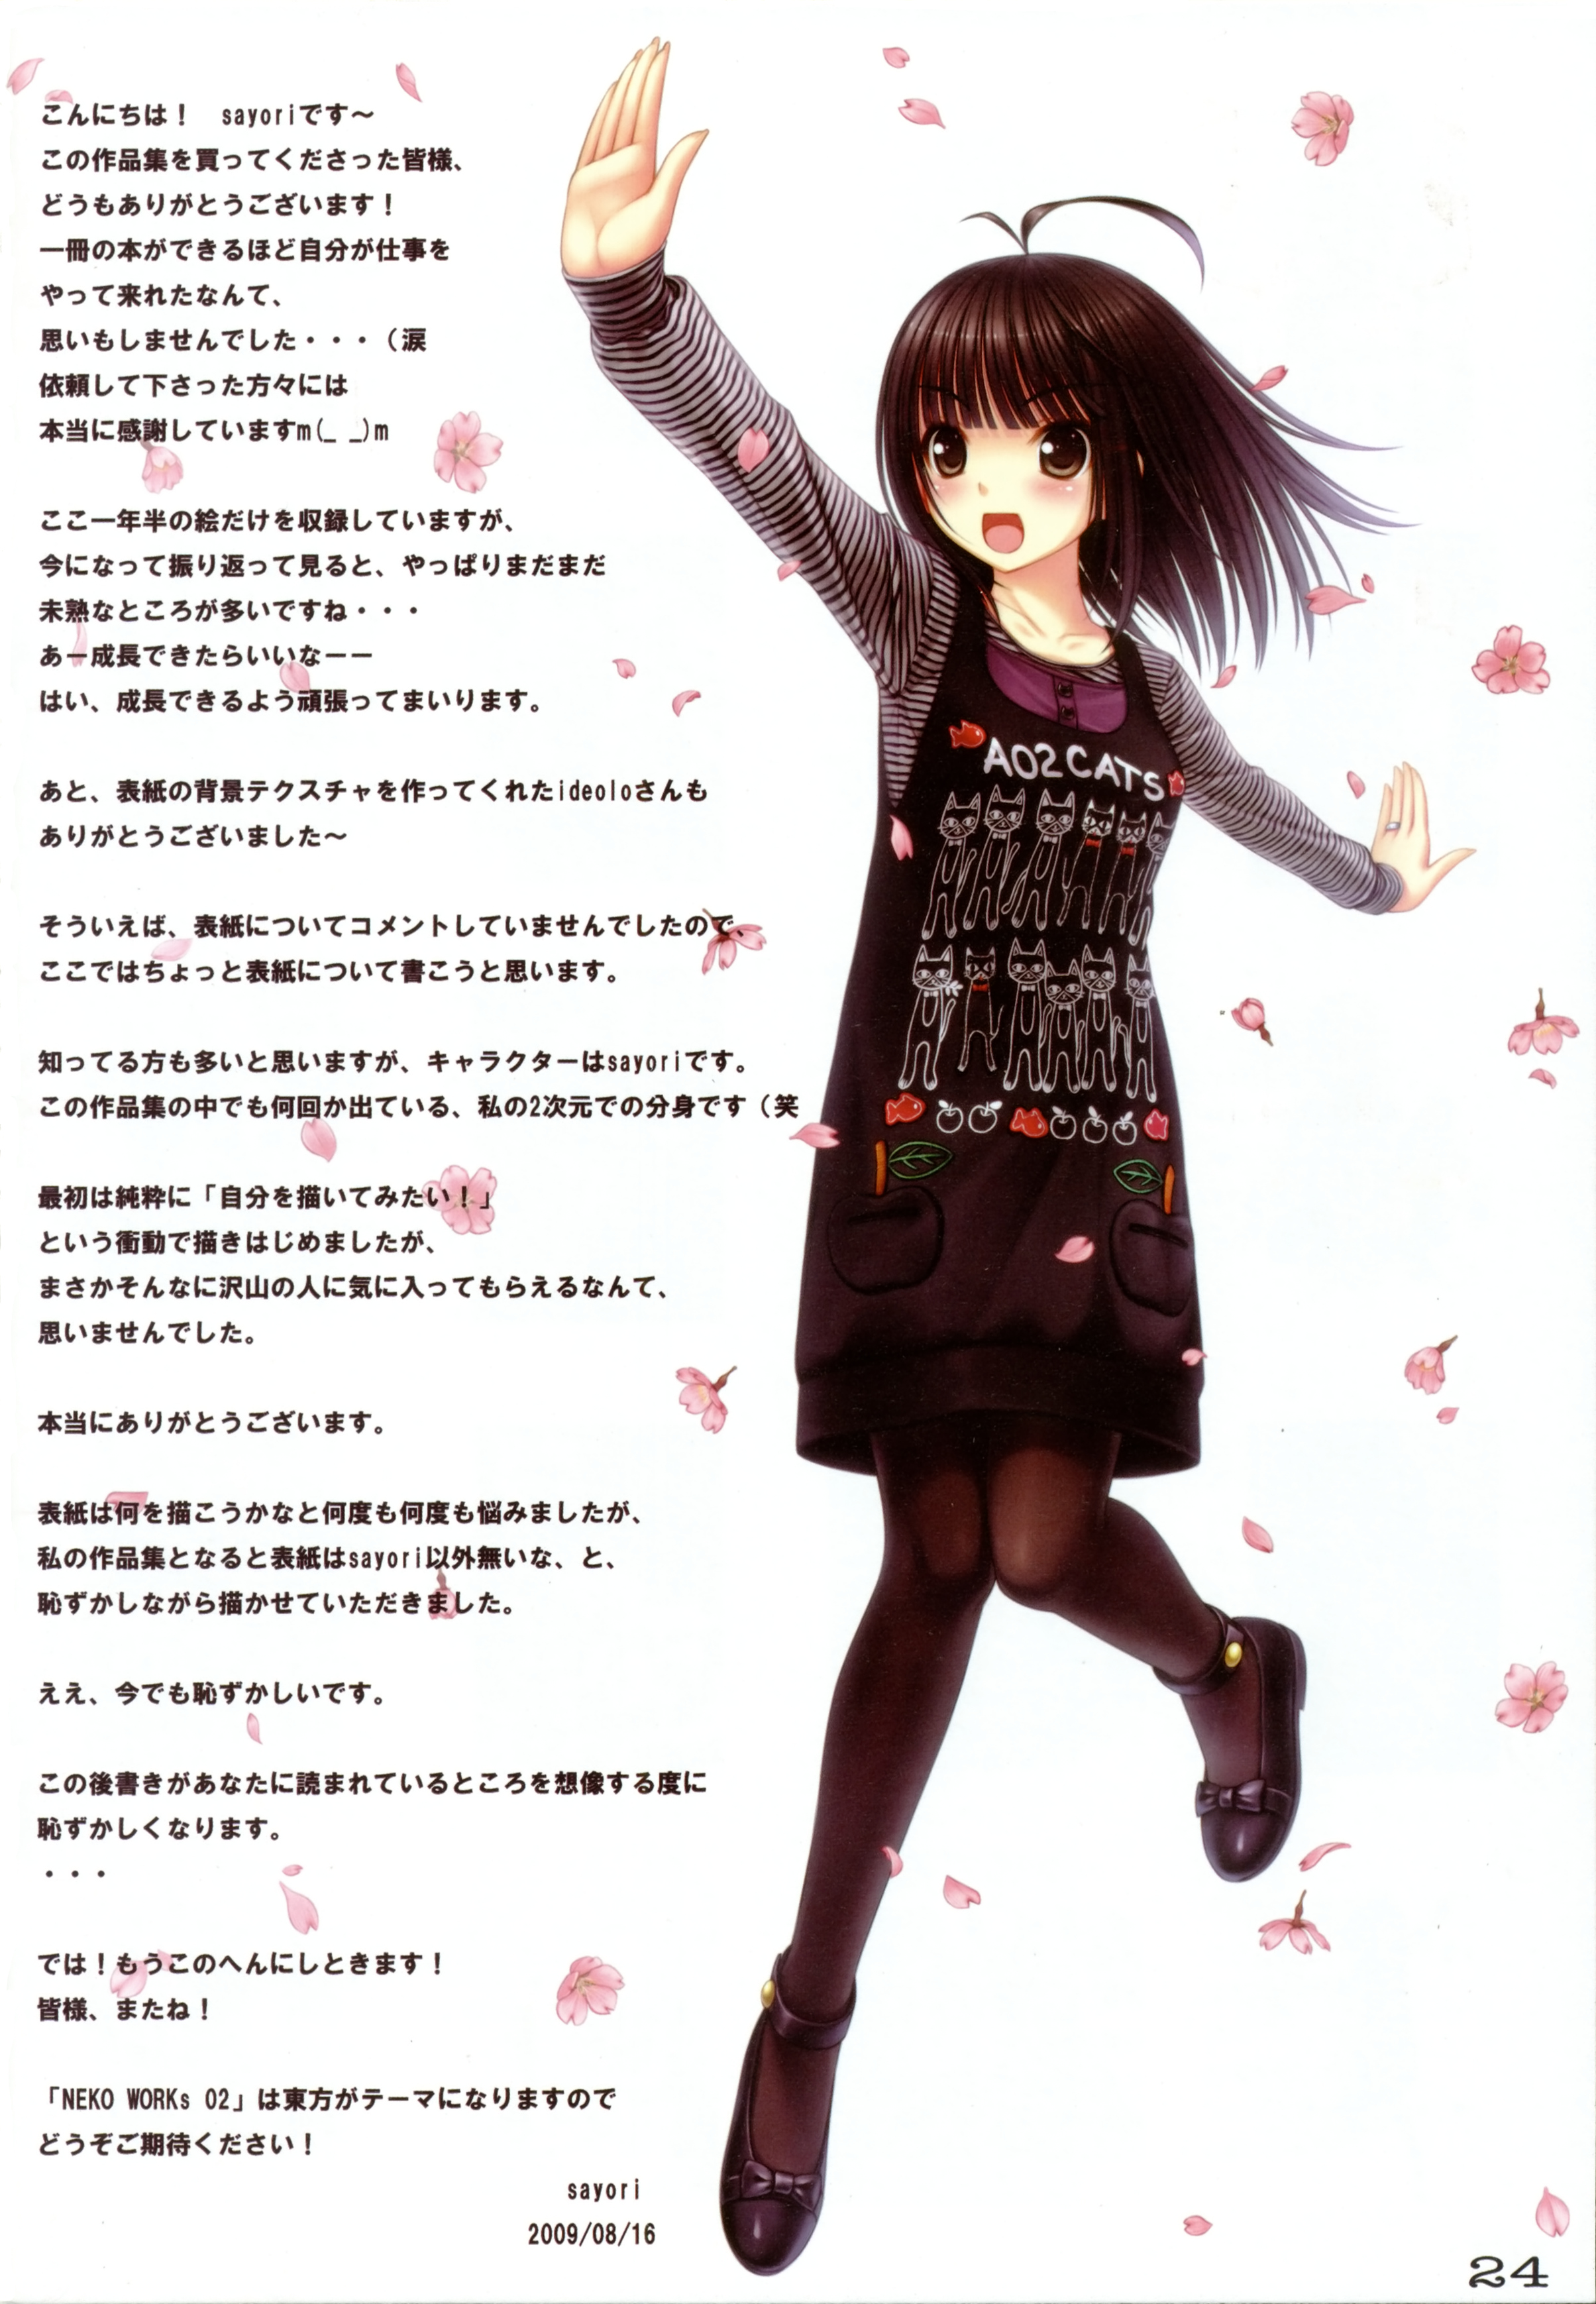 こんにちは！　sayoriです～
この作品集を買ってくださった皆様、
どうもありがとうございます！
一冊の本ができるほど自分が仕事を
やって来れたなんて、
思いもしませんでした・・・（涙
依頼して下さった方々には
本当に感謝していますm(_ _)m
ここ一年半の絵だけを収録していますが、
今になって振り返って見ると、やっぱりまだまだ
未熟なところが多いですね・・・
あー成長できたらいいなーー
はい、成長できるよう頑張ってまいります。
あと、表紙の背景テクスチャを作ってくれたideoloさんも
ありがとうございました～
そういえば、表紙についてコメントしていませんでしたので、
ここではちょっと表紙について書こうと思います。
知ってる方も多いと思いますが、キャラクターはsayoriです。
この作品集の中でも何回か出ている、私の2次元での分身です（笑
最初は純粋に「自分を描いてみたい！」
という衝動で描きはじめましたが、
まさかそんなに沢山の人に気に入ってもらえるなんて、
思いませんでした。
本当にありがとうございます。
表紙は何を描こうかなと何度も何度も悩みましたが、
私の作品集となると表紙はsayori以外無いな、と、
恥ずかしながら描かせていただきました。
ええ、今でも恥ずかしいです。
この後書きがあなたに読まれているところを想像する度に
恥ずかしくなります。
・・・
では！もうこのへんにしときます！
皆様、またね！
「NEKO WORKs 02」は東方がテーマになりますので
どうぞご期待ください！
sayori
2009/08/16
A02CATS
24